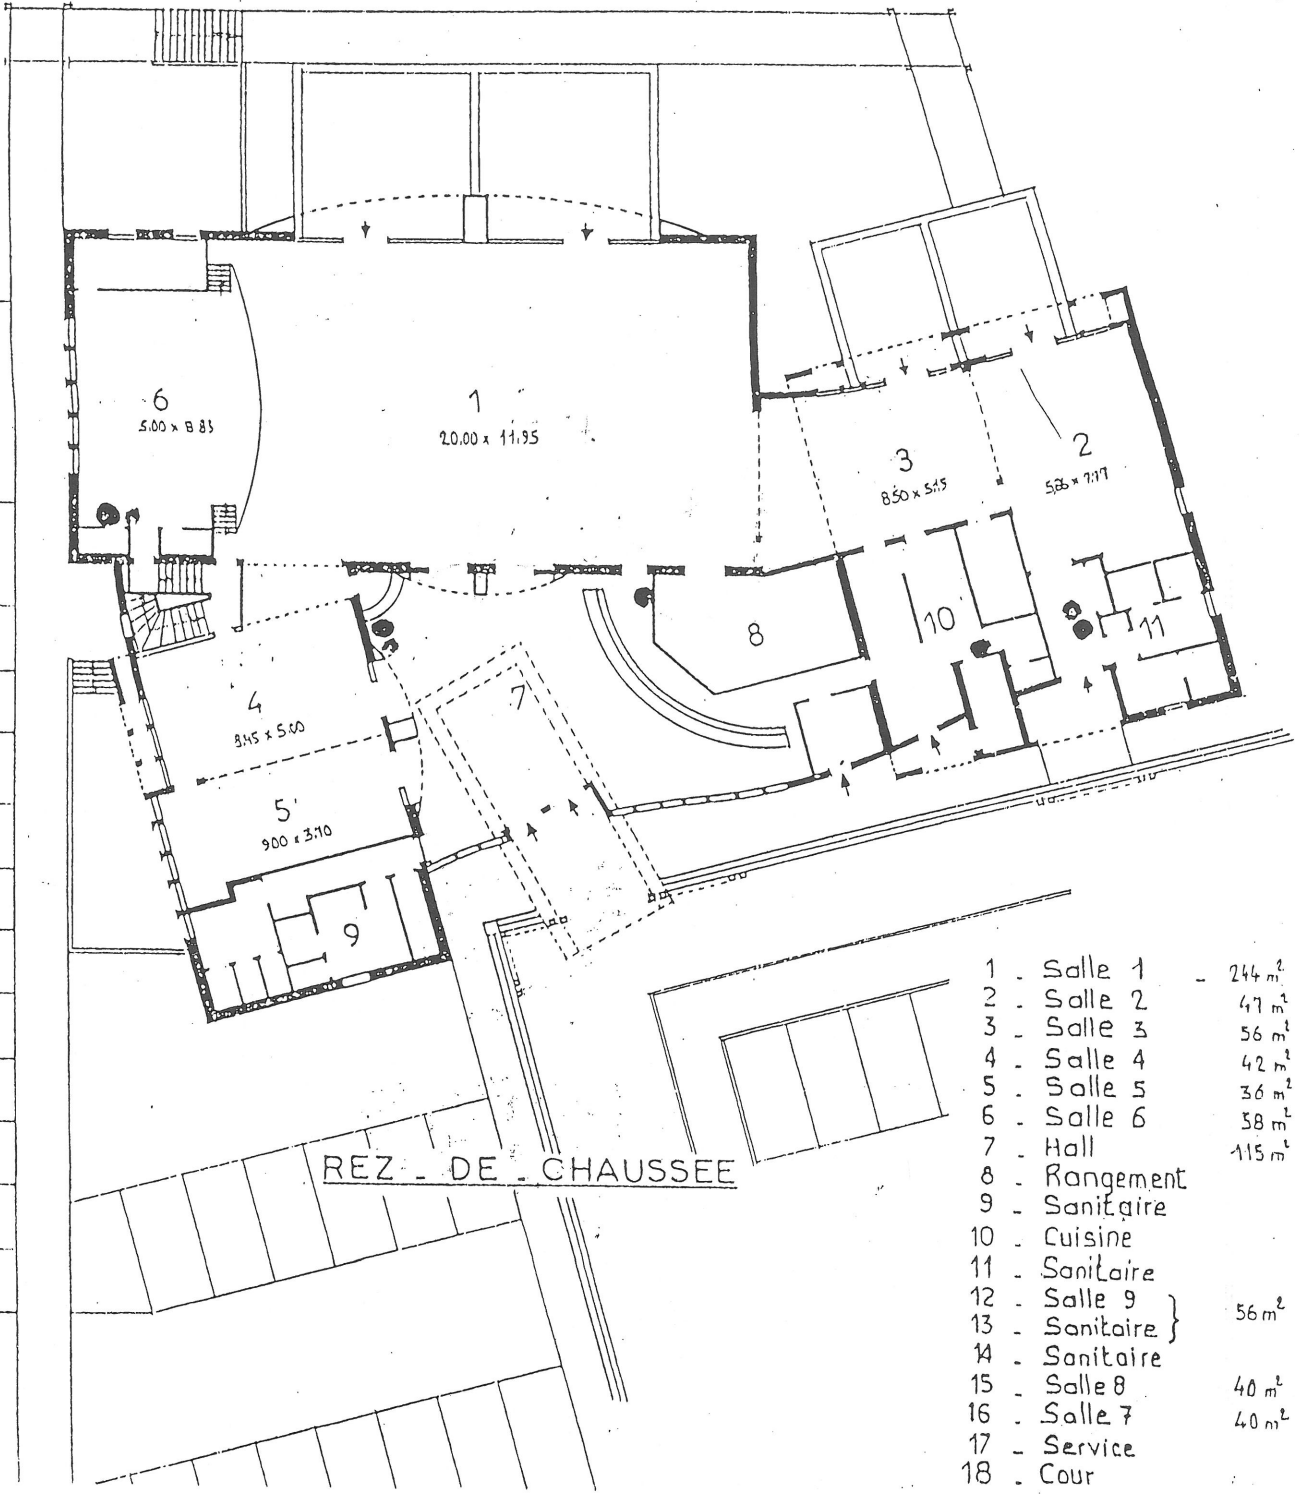 6
5.00 x 8.83
1
20.00 x 11.95
3
8.50 x 5.15
2
5,26 x 7.17
8
10
11
4
8.45 x 5.00
7
5'
9.00 x 3.70
9
REZ - DE - CHAUSSEE
1 - Salle 1 - 244 m²
2 - Salle 2 47 m²
3 - Salle 3 56 m²
4 - Salle 4 42 m²
5 - Salle 5 36 m²
6 - Salle 6 38 m²
7 - Hall 115 m²
8 - Rangement
9 - Sanitaire
10 - Cuisine
11 - Sanitaire
12 - Salle 9 } 56 m²
13 - Sanitaire
14 - Sanitaire
15 - Salle 8 40 m²
16 - Salle 7 40 m²
17 - Service
18 - Cour